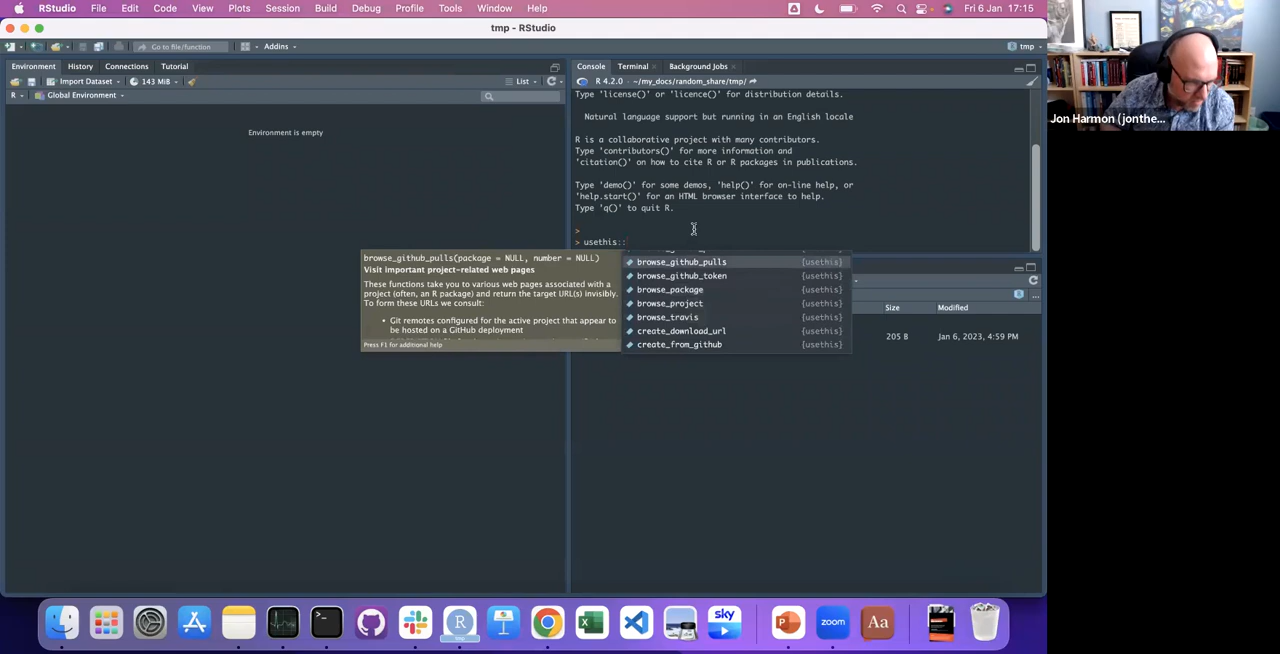 RStudio File Edit Code View Plots Session Build Debug Profile Tools Window Help Fri 6 Jan 17:15
tmp - RStudio
Go to file/function Addins tmp
Environment History Connections Tutorial
Import Dataset 143 MiB List
R Global Environment
Environment is empty
Console Terminal Background Jobs
R 4.2.0 · ~/my_docs/random_share/tmp/
Type 'license()' or 'licence()' for distribution details.
Natural language support but running in an English locale
R is a collaborative project with many contributors.
Type 'contributors()' for more information and
'citation()' on how to cite R or R packages in publications.
Type 'demo()' for some demos, 'help()' for on-line help, or
'help.start()' for an HTML browser interface to help.
Type 'q()' to quit R.
>
> usethis::
browse_github_pulls(package = NULL, number = NULL)
Visit important project-related web pages
These functions take you to various web pages associated with a
project (often, an R package) and return the target URL(s) invisibly.
To form these URLs we consult:
• Git remotes configured for the active project that appear to
be hosted on a GitHub deployment
Press F1 for additional help
browse_github_pulls {usethis}
browse_github_token {usethis}
browse_package {usethis}
browse_project {usethis}
browse_travis {usethis}
create_download_url {usethis}
create_from_github {usethis}
Size Modified
205 B Jan 6, 2023, 4:59 PM
Jon Harmon (jonthe...
sky
zoom
Aa